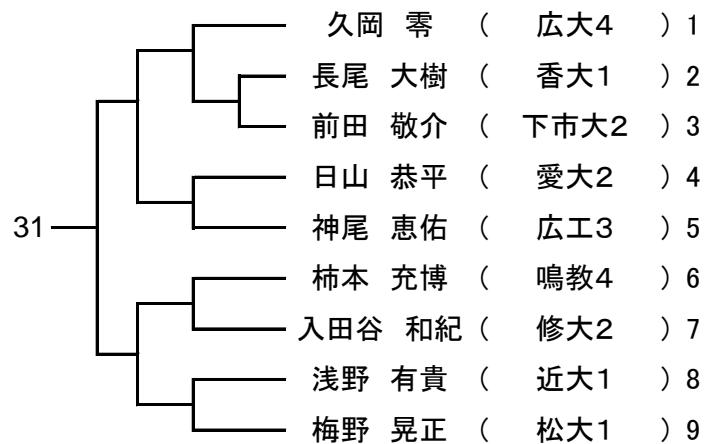 久岡 零 ( 広大4 ) 1
長尾 大樹 ( 香大1 ) 2
前田 敬介 ( 下市大2 ) 3
日山 恭平 ( 愛大2 ) 4
31
神尾 恵佑 ( 広工3 ) 5
柿本 充博 ( 鳴教4 ) 6
入田谷 和紀 ( 修大2 ) 7
浅野 有貴 ( 近大1 ) 8
梅野 晃正 ( 松大1 ) 9